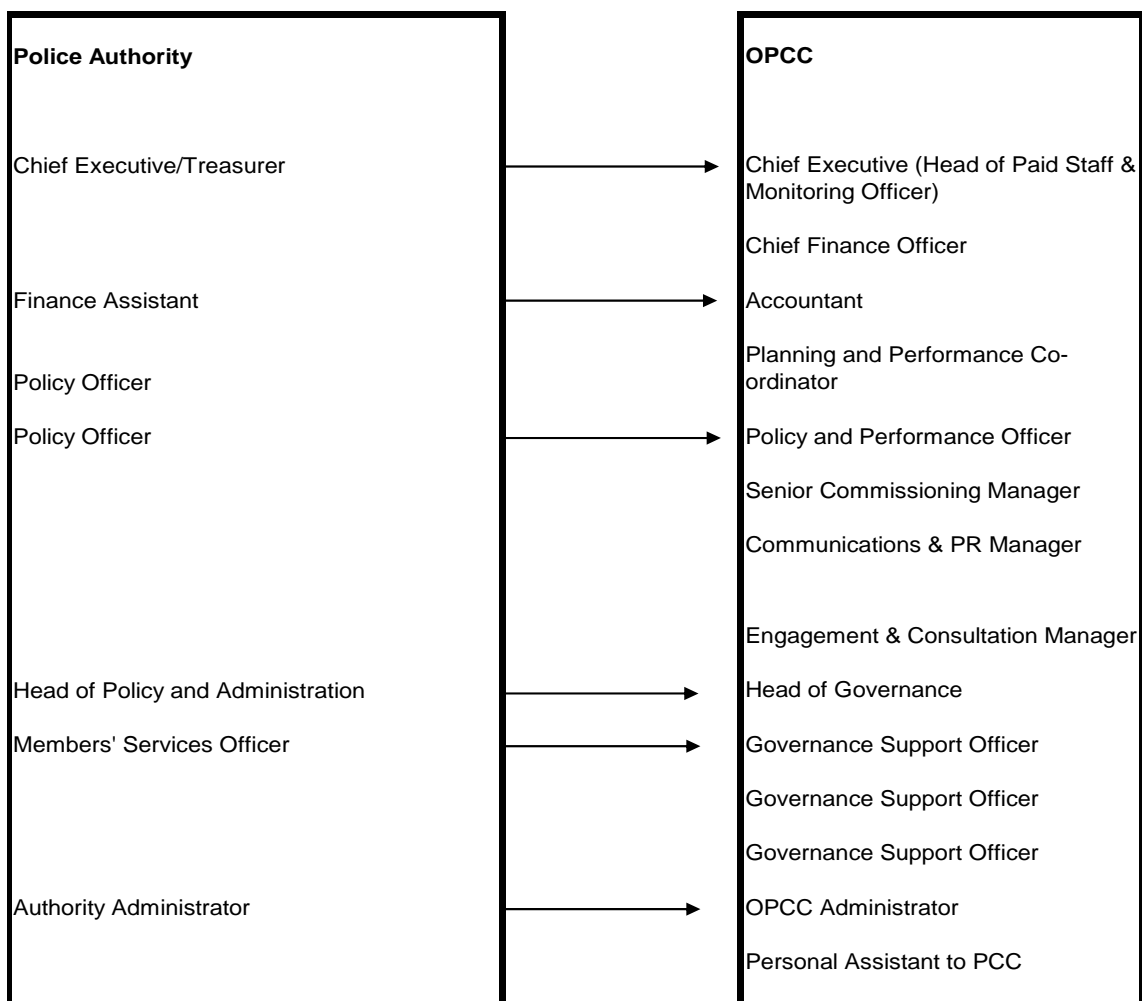 Police Authority
OPCC
Chief Executive/Treasurer
Chief Executive (Head of Paid Staff &
Monitoring Officer)
Chief Finance Officer
Finance Assistant
Accountant
Policy Officer
Planning and Performance Co-
ordinator
Policy Officer
Policy and Performance Officer
Senior Commissioning Manager
Communications & PR Manager
Engagement & Consultation Manager
Head of Policy and Administration
Head of Governance
Members' Services Officer
Governance Support Officer
Governance Support Officer
Governance Support Officer
Authority Administrator
OPCC Administrator
Personal Assistant to PCC